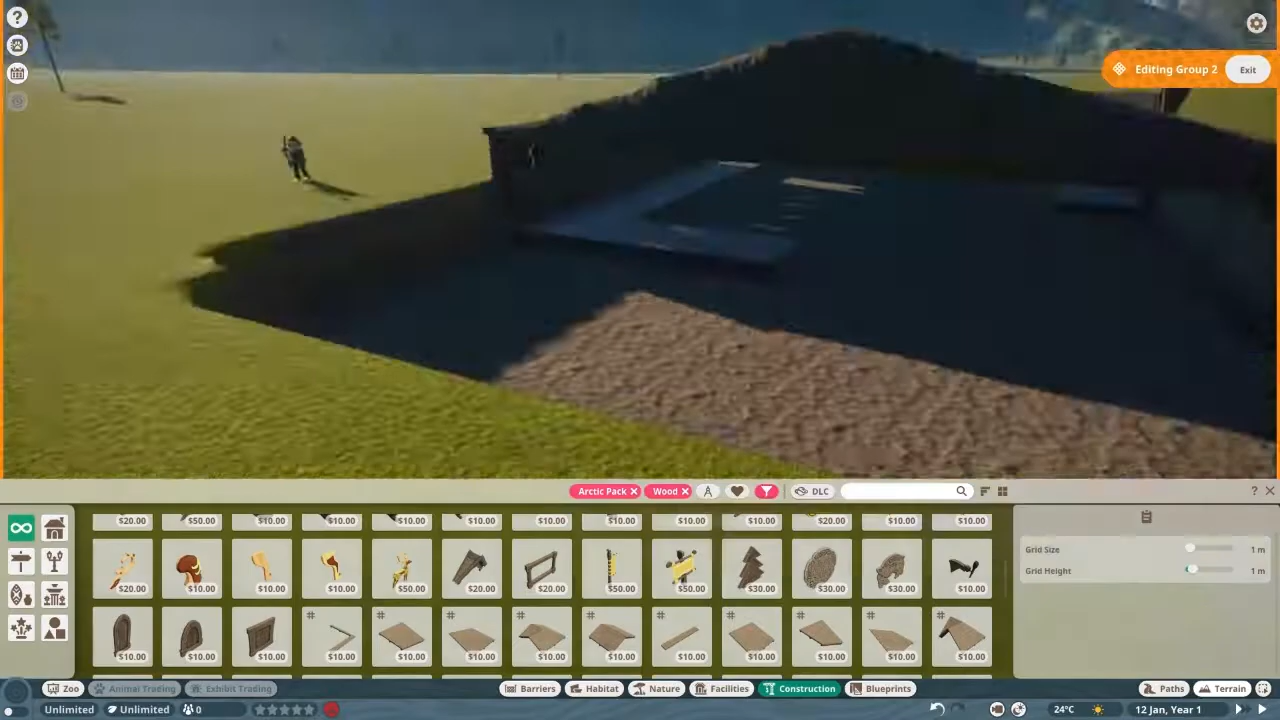 Editing Group 2
Exit
Arctic Pack
Wood
DLC
$20.00 $50.00 $10.00 $10.00 $10.00 $10.00 $10.00 $10.00 $10.00 $10.00 $20.00 $10.00 $10.00
Grid Size 1 m
Grid Height 1 m
$20.00 $10.00 $10.00 $10.00 $50.00 $20.00 $20.00 $50.00 $50.00 $30.00 $30.00 $30.00 $10.00
$10.00 $10.00 $10.00 $10.00 $10.00 $10.00 $10.00 $10.00 $10.00 $10.00 $10.00 $10.00 $10.00
Zoo Animal Trading Exhibit Trading Barriers Habitat Nature Facilities Construction Blueprints Paths Terrain
Unlimited Unlimited 0 24°C 12 Jan, Year 1